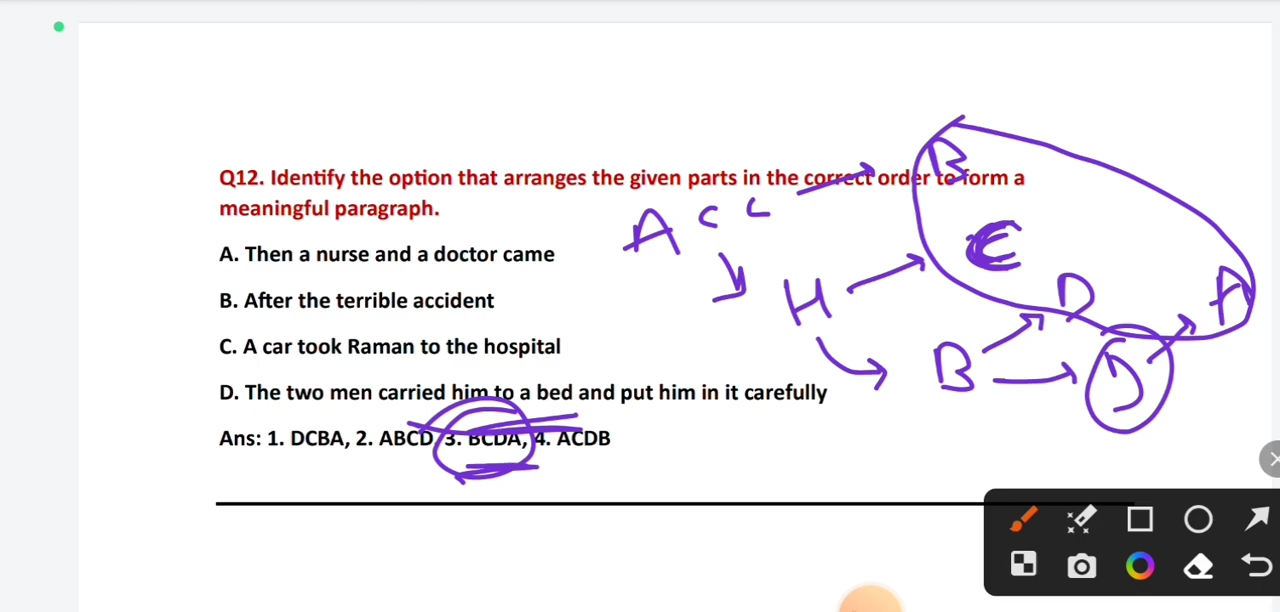 Q12. Identify the option that arranges the given parts in the correct order to form a
meaningful paragraph.
A. Then a nurse and a doctor came
B. After the terrible accident
C. A car took Raman to the hospital
D. The two men carried him to a bed and put him in it carefully
Ans: 1. DCBA, 2. ABCD, 3. BCDA, 4. ACDB
B
Acc
C
H
D
A
B
D